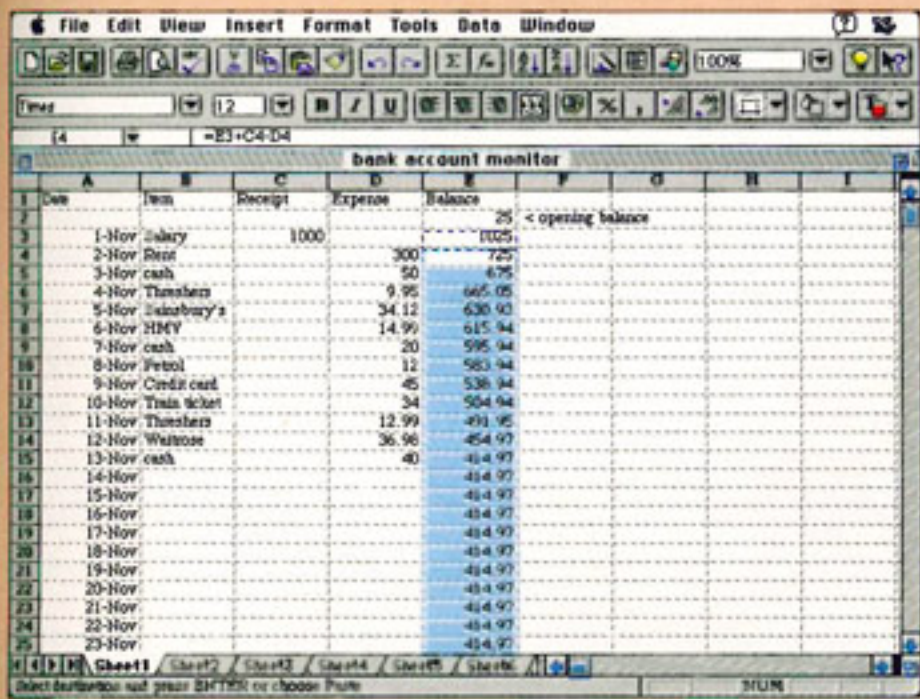 File Edit View Insert Format Tools Data Window
100%
Times 12 B I U % ,
E4 =E3+C4-D4
bank account monitor
A B C D E F G H I
1 Date Item Receipt Expense Balance
2 25 < opening balance
3 1-Nov Salary 1000 1025
4 2-Nov Rent 300 725
5 3-Nov cash 50 675
6 4-Nov Threshers 9.95 665.05
7 5-Nov Sainsbury's 34.12 630.93
8 6-Nov HMV 14.99 615.94
9 7-Nov cash 20 595.94
10 8-Nov Petrol 12 583.94
11 9-Nov Credit card 45 538.94
12 10-Nov Train ticket 34 504.94
13 11-Nov Threshers 12.99 491.95
14 12-Nov Waitrose 36.98 454.97
15 13-Nov cash 40 414.97
16 14-Nov 414.97
17 15-Nov 414.97
18 16-Nov 414.97
19 17-Nov 414.97
20 18-Nov 414.97
21 19-Nov 414.97
22 20-Nov 414.97
23 21-Nov 414.97
24 22-Nov 414.97
25 23-Nov 414.97
Sheet1 Sheet2 Sheet3 Sheet4 Sheet5 Sheet6
Select destination and press ENTER or choose Paste NUM